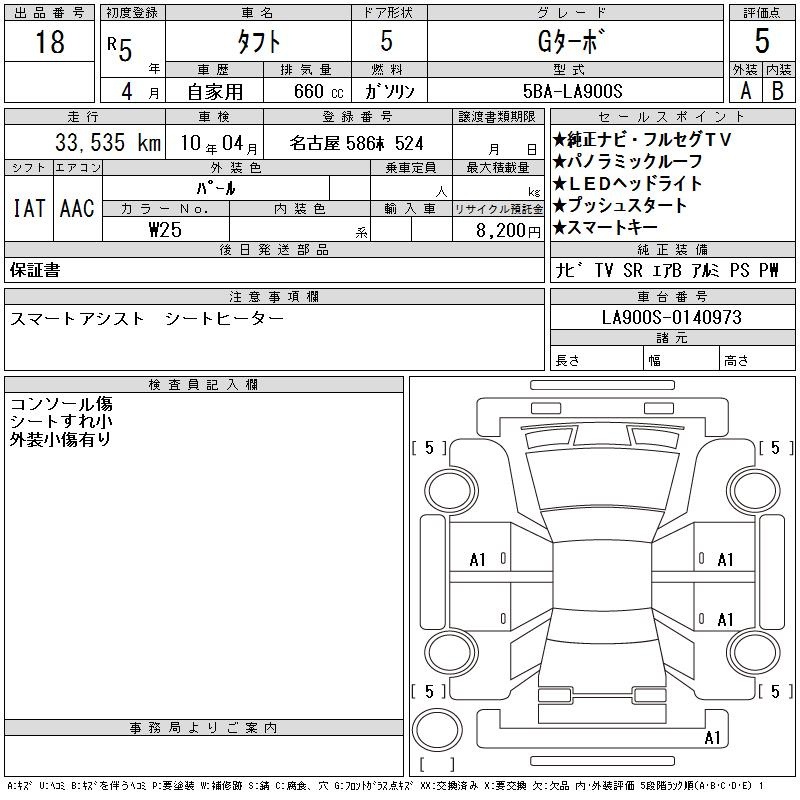 出品番号 初度登録 車名 ドア形状 グレード 評価点
18 R5年 タフト 5 Gターボ 5
4月 車歴 排気量 燃料 型式 外装 内装
自家用 660cc ガソリン 5BA-LA900S A B
走行 車検 登録番号 譲渡書類期限 セールスポイント
33,535 km 10年04月 名古屋 586ホ 524 月 日
★純正ナビ・フルセグTV
★パノラミックルーフ
★LEDヘッドライト
★プッシュスタート
★スマートキー
シフト エアコン 外装色 乗車定員 最大積載量
IAT AAC パール 人 kg
カラーNo. 内装色 輸入車 リサイクル預託金
W25 系 8,200円
後日発送部品 純正装備
保証書 ナビ TV SR エアB アルミ PS PW
注意事項欄 車台番号
スマートアシスト シートヒーター LA900S-0140973
諸元
長さ 幅 高さ
検査員記入欄
コンソール傷
シートすれ小
外装小傷有り
[ 5 ] [ 5 ]
A1 A1
A1
[ 5 ] [ 5 ]
A1
[ ]
事務局よりご案内
A:キズ U:ヘコミ B:キズを伴うヘコミ P:要塗装 W:補修跡 S:錆 C:腐食、穴 G:フロントガラス点キズ XX:交換済み X:要交換 欠:欠品 内・外装評価 5段階ランク順(A・B・C・D・E) 1